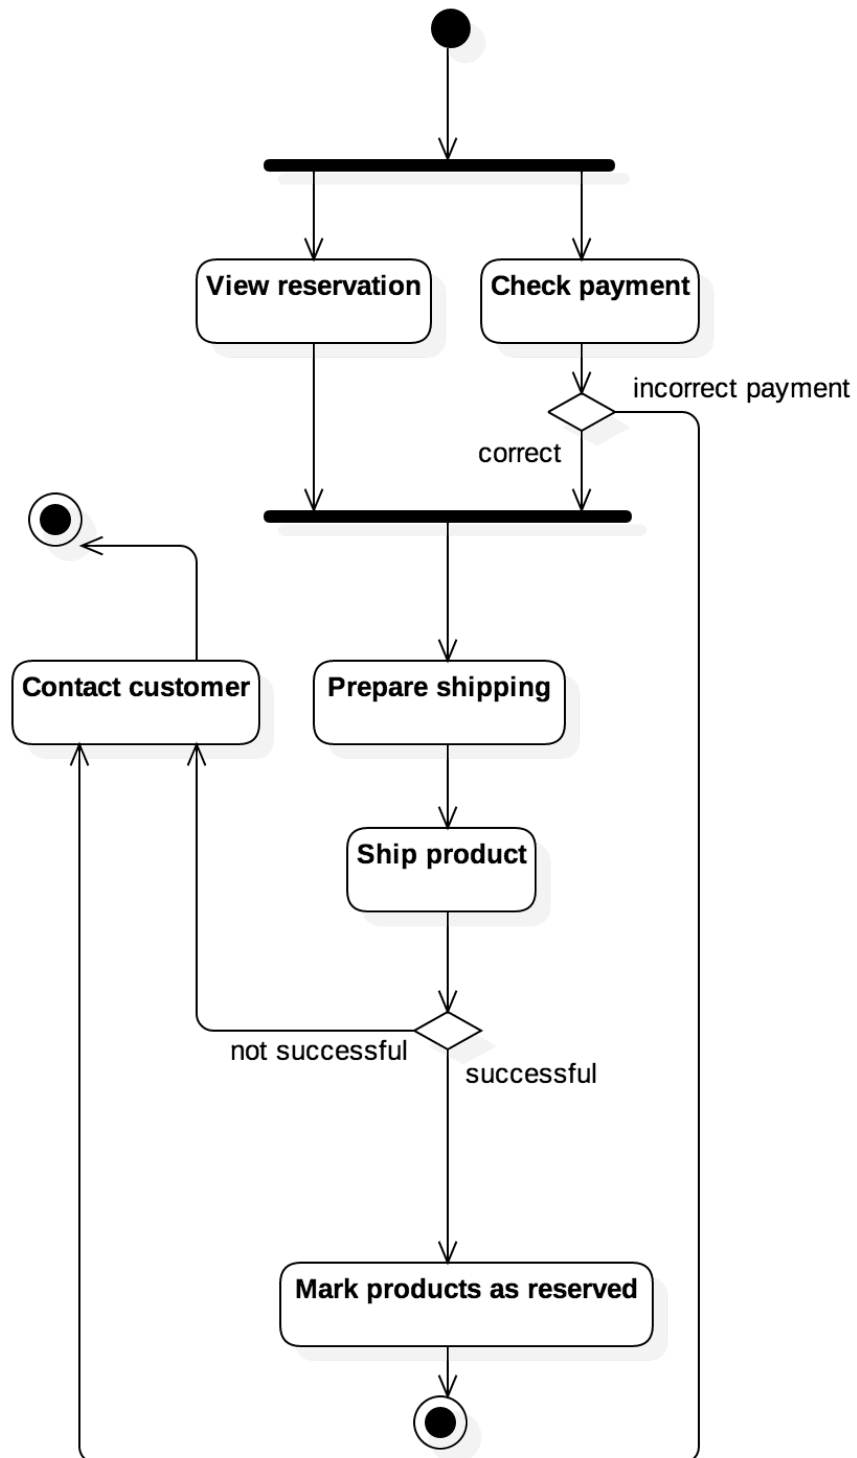 View reservation
Check payment
incorrect payment
correct
Contact customer
Prepare shipping
Ship product
not successful
successful
Mark products as reserved